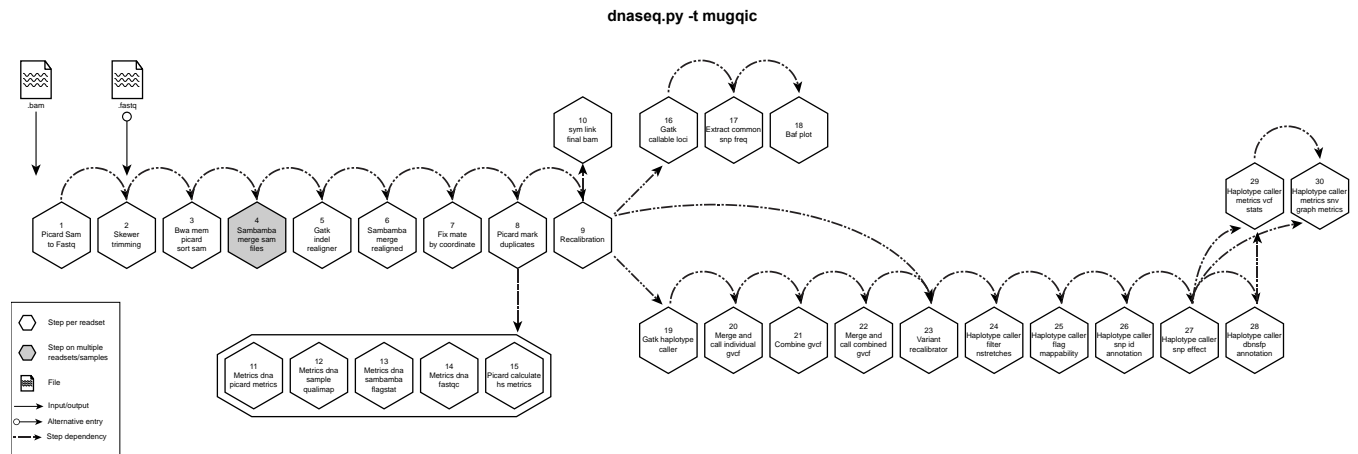 dnaseq.py -t mugqic
.bam
.fastq
1
Picard Sam
to Fastq
2
Skewer
trimming
3
Bwa mem
picard
sort sam
4
Sambamba
merge sam
files
5
Gatk
indel
realigner
6
Sambamba
merge
realigned
7
Fix mate
by coordinate
8
Picard mark
duplicates
9
Recalibration
10
sym link
final bam
11
Metrics dna
picard metrics
12
Metrics dna
sample
qualimap
13
Metrics dna
sambamba
flagstat
14
Metrics dna
fastqc
15
Picard calculate
hs metrics
16
Gatk
callable loci
17
Extract common
snp freq
18
Baf plot
19
Gatk haplotype
caller
20
Merge and
call individual
gvcf
21
Combine gvcf
22
Merge and
call combined
gvcf
23
Variant
recalibrator
24
Haplotype caller
filter
nstretches
25
Haplotype caller
flag
mappability
26
Haplotype caller
snp id
annotation
27
Haplotype caller
snp effect
28
Haplotype caller
dbnsfp
annotation
29
Haplotype caller
metrics vcf
stats
30
Haplotype caller
metrics snv
graph metrics
Step per readset
Step on multiple
readsets/samples
File
Input/output
Alternative entry
Step dependency